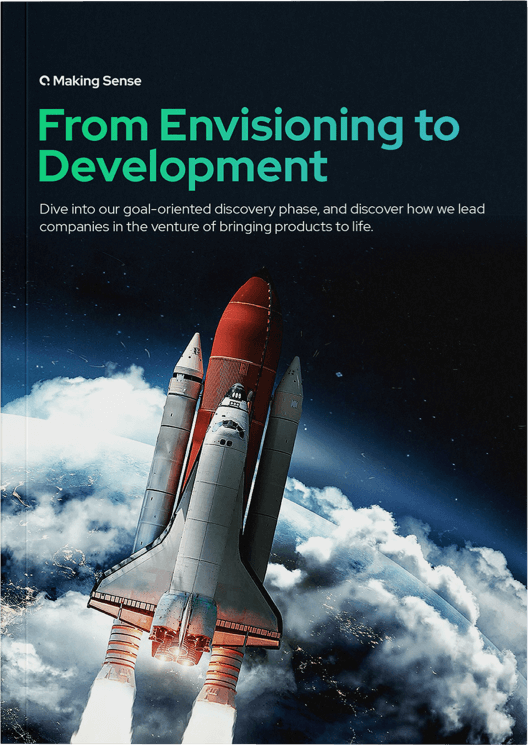 Making Sense
From Envisioning to
Development
Dive into our goal-oriented discovery phase, and discover how we lead
companies in the venture of bringing products to life.